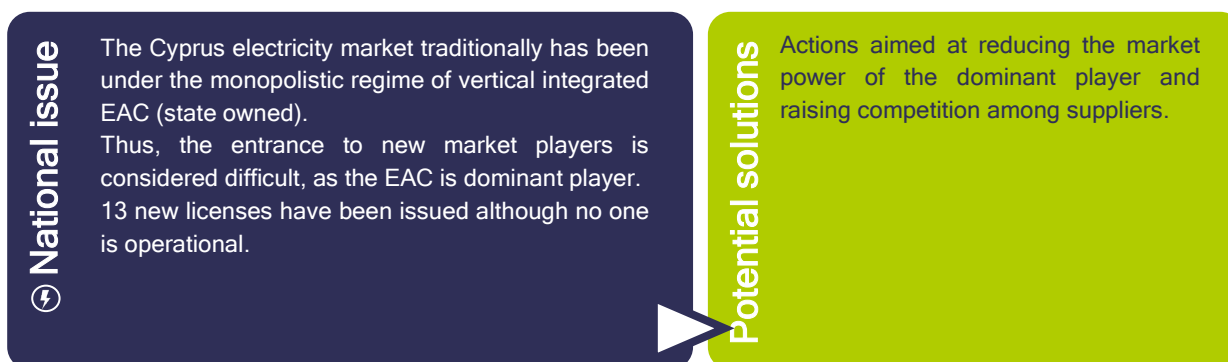 National issue
The Cyprus electricity market traditionally has been
under the monopolistic regime of vertical integrated
EAC (state owned).
Thus, the entrance to new market players is
considered difficult, as the EAC is dominant player.
13 new licenses have been issued although no one
is operational.
Potential solutions
Actions aimed at reducing the market
power of the dominant player and
raising competition among suppliers.